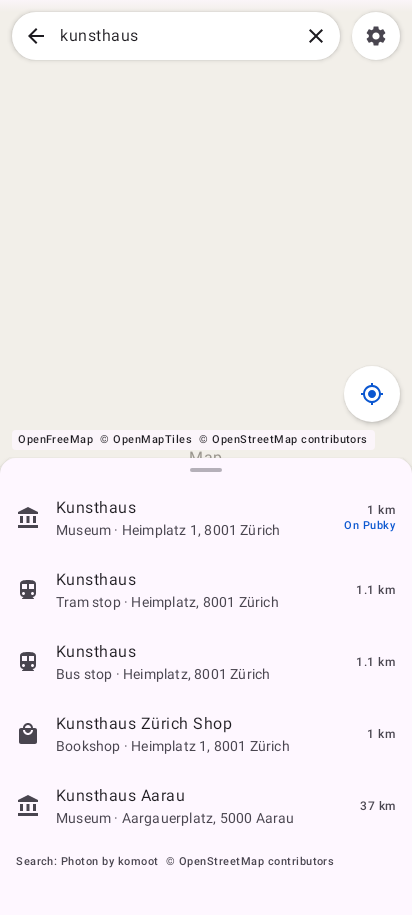 kunsthaus
OpenFreeMap © OpenMapTiles © OpenStreetMap contributors
Map
Kunsthaus
1 km
Museum · Heimplatz 1, 8001 Zürich
On Pubky
Kunsthaus
Tram stop · Heimplatz, 8001 Zürich
1.1 km
Kunsthaus
Bus stop · Heimplatz, 8001 Zürich
1.1 km
Kunsthaus Zürich Shop
Bookshop · Heimplatz 1, 8001 Zürich
1 km
Kunsthaus Aarau
Museum · Aargauerplatz, 5000 Aarau
37 km
Search: Photon by komoot © OpenStreetMap contributors